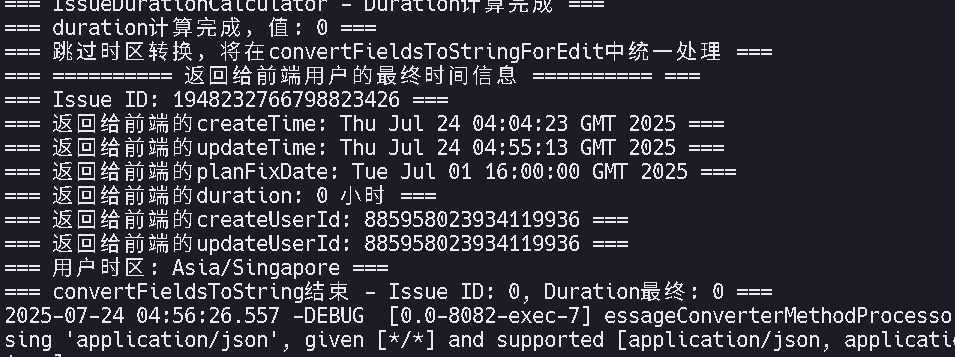 === IssueDurationCalculator - Duration计算完成 ===
=== duration计算完成，值: 0 ===
=== 跳过时区转换，将在convertFieldsToStringForEdit中统一处理 ===
=== ========== 返回给前端用户的最终时间信息 ========== ===
=== Issue ID: 1948232766798823426 ===
=== 返回给前端的createTime: Thu Jul 24 04:04:23 GMT 2025 ===
=== 返回给前端的updateTime: Thu Jul 24 04:55:13 GMT 2025 ===
=== 返回给前端的planFixDate: Tue Jul 01 16:00:00 GMT 2025 ===
=== 返回给前端的duration: 0 小时 ===
=== 返回给前端的createUserId: 885958023934119936 ===
=== 返回给前端的updateUserId: 885958023934119936 ===
=== 用户时区: Asia/Singapore ===
=== convertFieldsToString结束 - Issue ID: 0, Duration最终: 0 ===
2025-07-24 04:56:26.557 -DEBUG  [0.0-8082-exec-7] essageConverterMethodProcesso
sing 'application/json', given [*/*] and supported [application/json, applicati